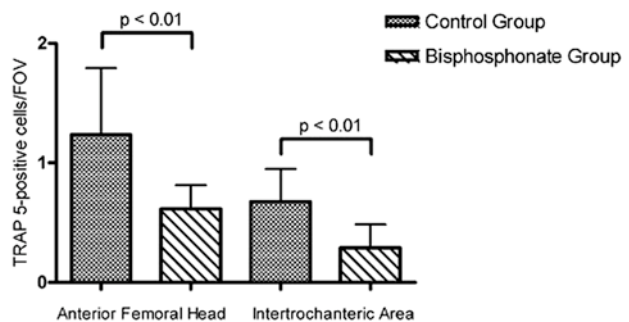 p < 0.01
Control Group
Bisphosphonate Group
2
TRAP 5-positive cells/FOV
p < 0.01
1
0
Anterior Femoral Head
Intertrochanteric Area